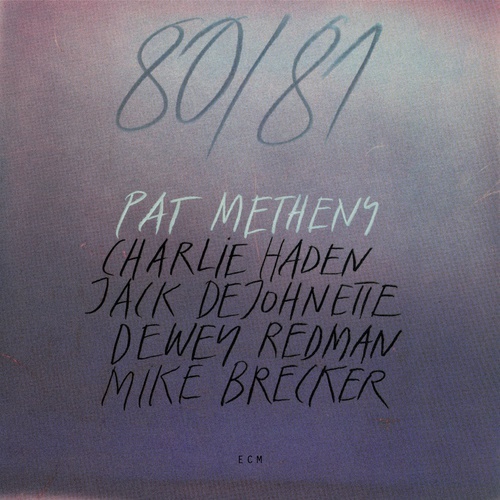 80/81
PAT METHENY
CHARLIE HADEN
JACK DEJOHNETTE
DEWEY REDMAN
MIKE BRECKER
ECM